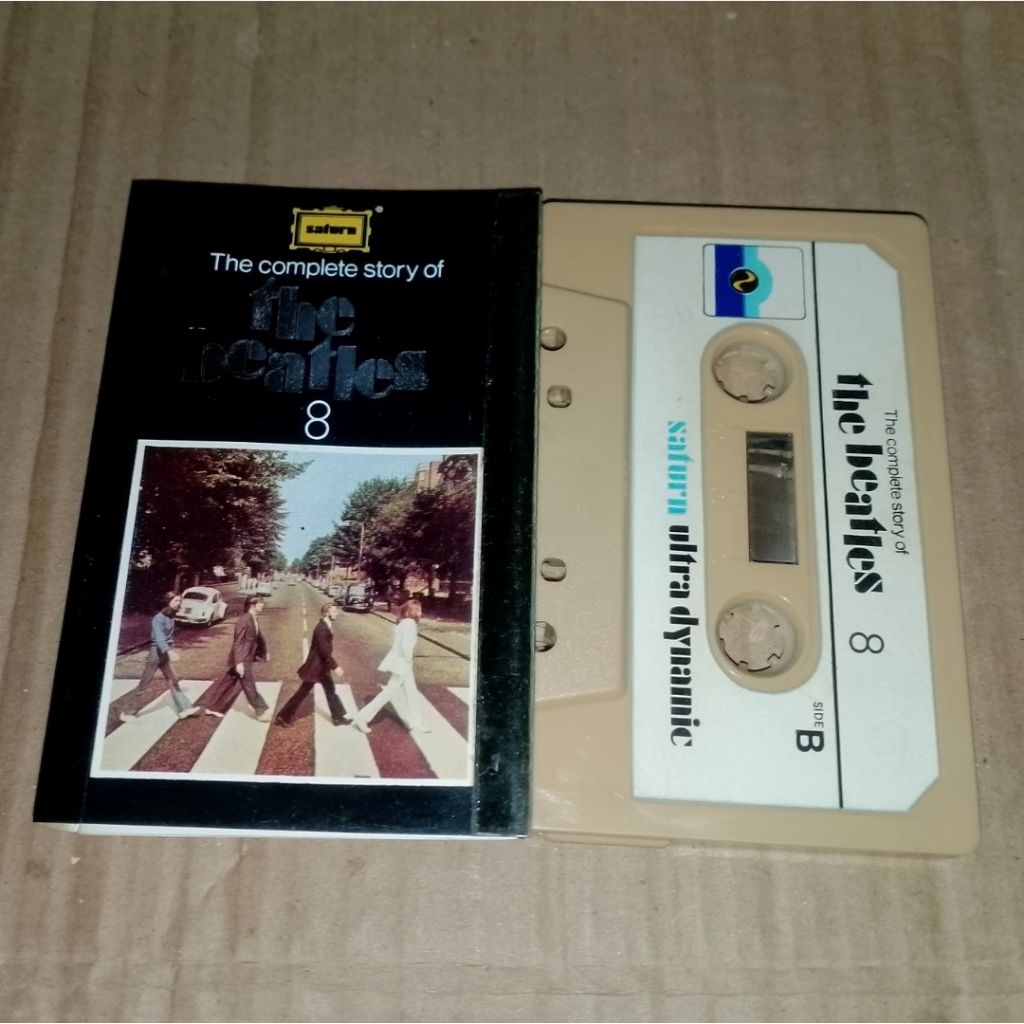 saturn
The complete story of
the
beatles
8
The complete story of
the beatles 8
SIDE B
saturn ultra dynamic